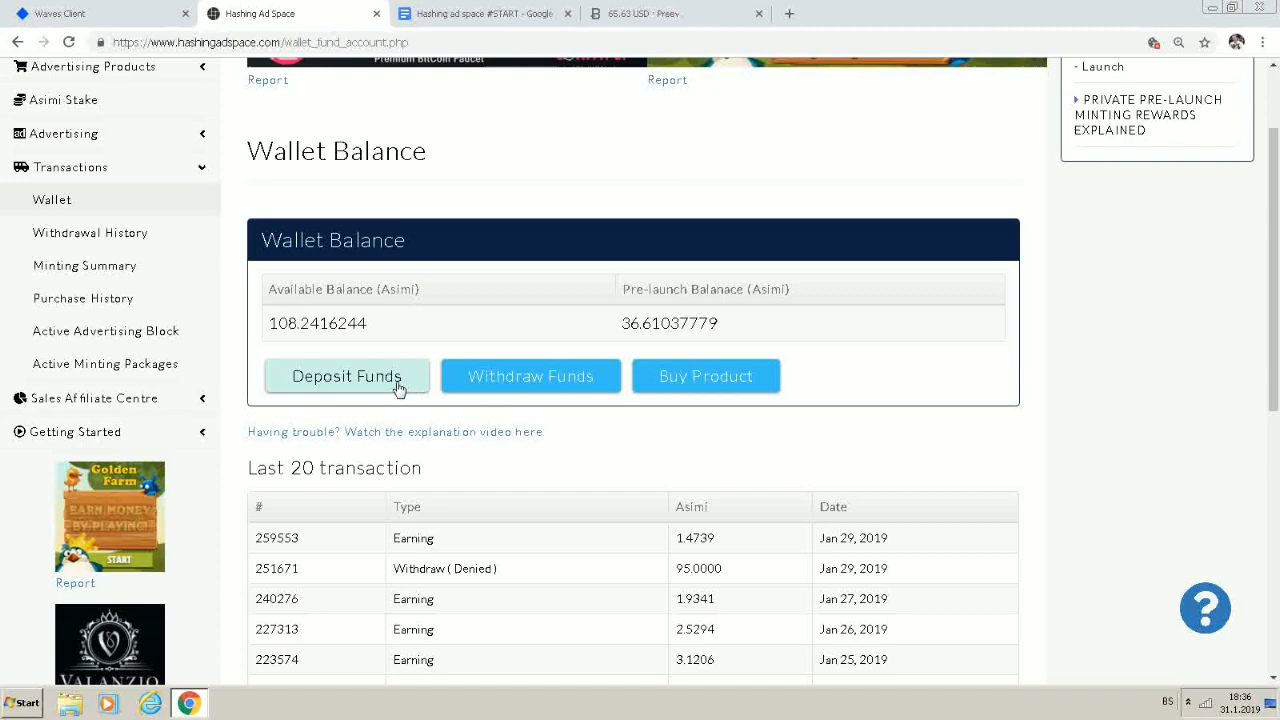 Waves Client
Hashing Ad Space
Hashing ad space #START - Google
65.63 USD - Preev
https://www.hashingadspace.com/wallet_fund_account.php
Advertising Products
Asimi Stake
Advertising
Transactions
Wallet
Withdrawal History
Minting Summary
Purchase History
Active Advertising Block
Active Minting Packages
Sales Affiliate Centre
Getting Started
Golden
Farm
EARN MONEY
BY PLAYING!
START
Report
VALANZIO
Premium BitCoin Faucet
Report
Report
Wallet Balance
Wallet Balance
Available Balance (Asimi) Pre-launch Balanace (Asimi)
108.2416244 36.61037779
Deposit Funds Withdraw Funds Buy Product
Having trouble? Watch the explanation video here
Last 20 transaction
# Type Asimi Date
259553 Earning 1.4739 Jan 29, 2019
251671 Withdraw ( Denied ) 95.0000 Jan 29, 2019
240276 Earning 1.9341 Jan 27, 2019
227313 Earning 2.5294 Jan 26, 2019
223574 Earning 3.1206 Jan 25, 2019
- Launch
PRIVATE PRE-LAUNCH
MINTING REWARDS
EXPLAINED
?
Start
BS
18:36
31.1.2019